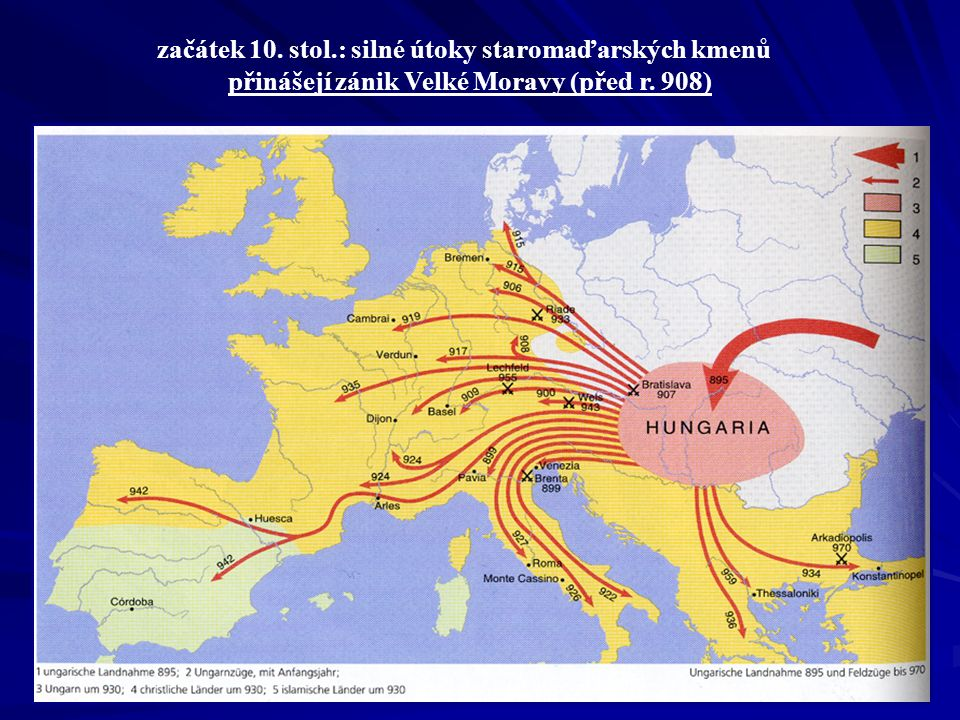 začátek 10. stol.: silné útoky staromaďarských kmenů
přinášejí zánik Velké Moravy (před r. 908)
1
2
3
4
5
915
Bremen
915
906
Riade
933
Cambrai
919
908
Verdun
917
Lechfeld
955
895
Bratislava
907
935
909
900
Wels
943
Basel
Dijon
HUNGARIA
924
899
924
Pavia
Venezia
Brenta
899
942
Arles
Huesca
942
927
Arkadiopolis
970
Roma
934
Konstantinopel
Monte Cassino
926
922
959
Thessaloniki
Córdoba
936
1 ungarische Landnahme 895; 2 Ungarnzüge, mit Anfangsjahr;
Ungarische Landnahme 895 und Feldzüge bis 970
3 Ungarn um 930; 4 christliche Länder um 930; 5 islamische Länder um 930